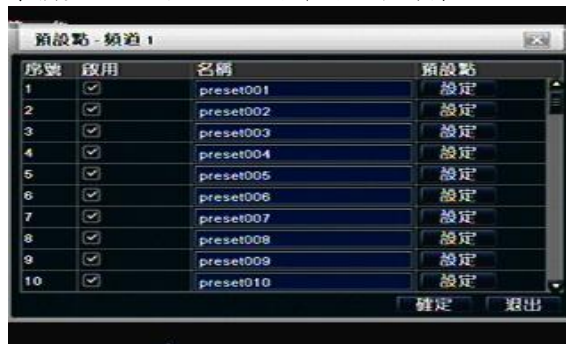 預設點 - 頻道 1
序號 啟用 名稱 預設點
1 preset001 設定
2 preset002 設定
3 preset003 設定
4 preset004 設定
5 preset005 設定
6 preset006 設定
7 preset007 設定
8 preset008 設定
9 preset009 設定
10 preset010 設定
確定 退出